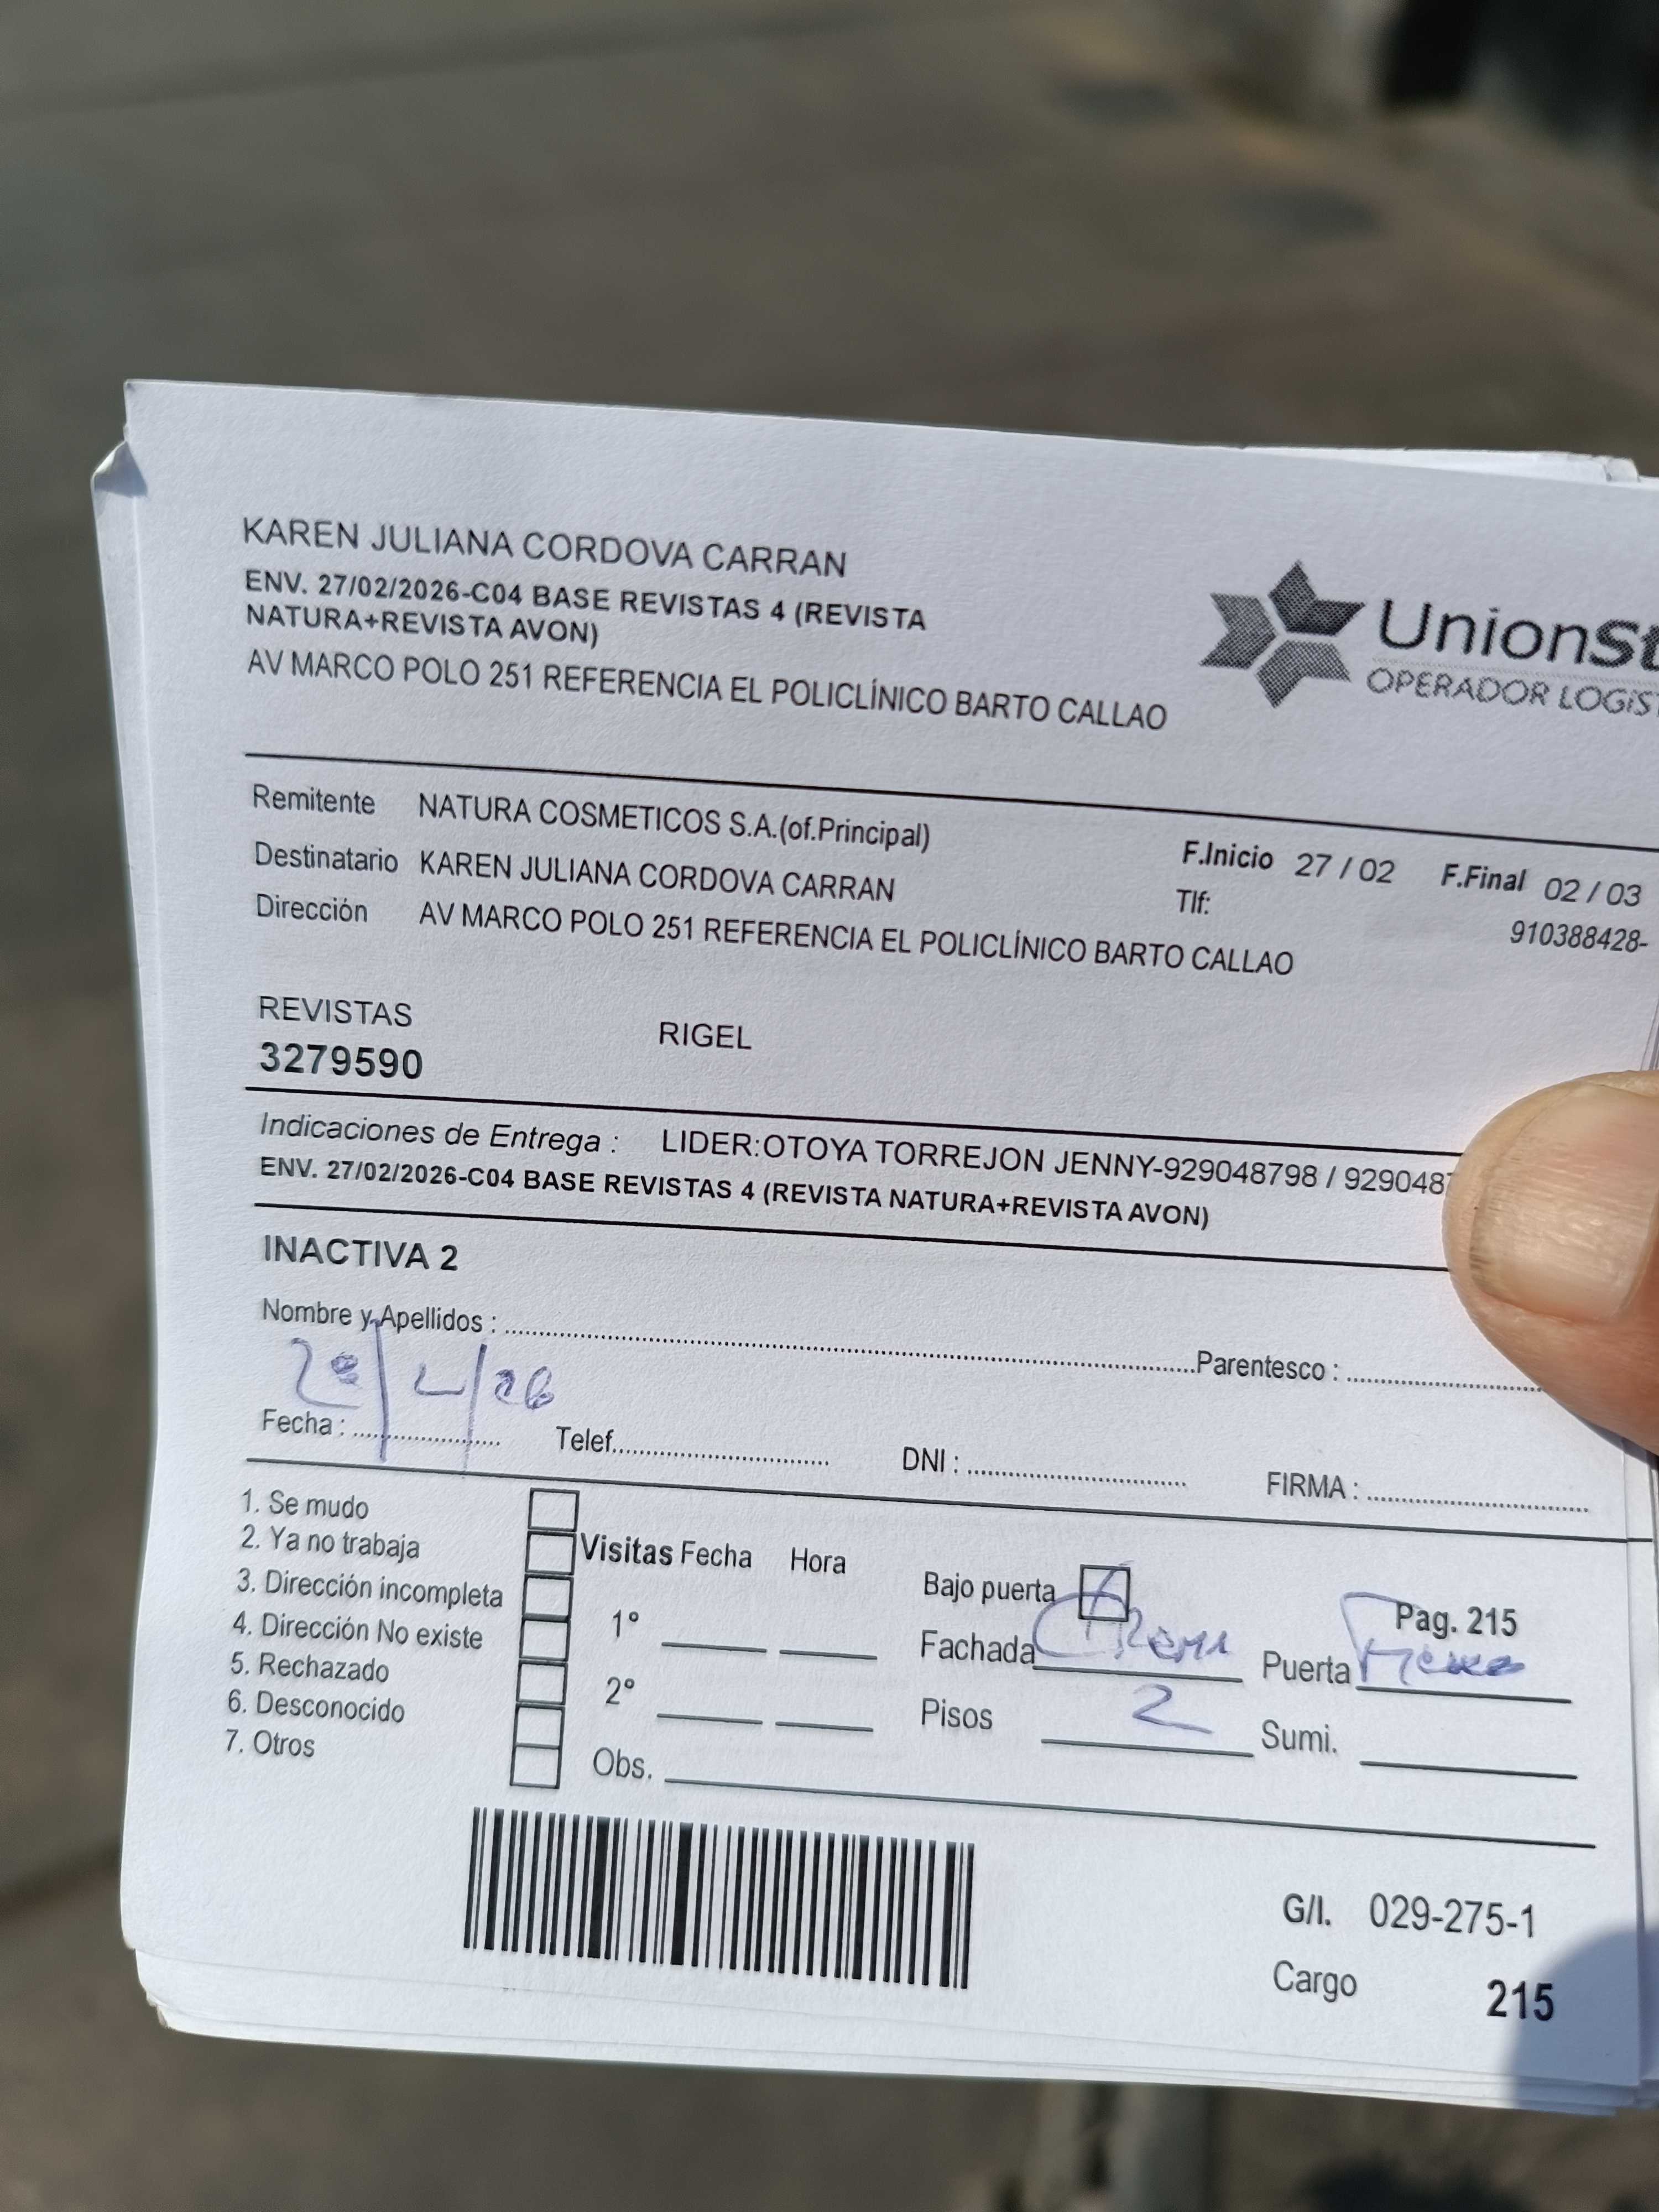 KAREN JULIANA CORDOVA CARRAN
ENV. 27/02/2026-C04 BASE REVISTAS 4 (REVISTA
NATURA+REVISTA AVON)
AV MARCO POLO 251 REFERENCIA EL POLICLÍNICO BARTO CALLAO
UnionSt
OPERADOR LOGIST
Remitente NATURA COSMETICOS S.A.(of.Principal)
F.Inicio 27 / 02 F.Final 02 / 03
Destinatario KAREN JULIANA CORDOVA CARRAN
Tlf: 910388428-
Dirección AV MARCO POLO 251 REFERENCIA EL POLICLÍNICO BARTO CALLAO
REVISTAS
RIGEL
3279590
Indicaciones de Entrega : LIDER:OTOYA TORREJON JENNY-929048798 / 929048
ENV. 27/02/2026-C04 BASE REVISTAS 4 (REVISTA NATURA+REVISTA AVON)
INACTIVA 2
Nombre y Apellidos : Parentesco :
Fecha : Telef. DNI : FIRMA :
1. Se mudo
2. Ya no trabaja
3. Dirección incompleta
4. Dirección No existe
5. Rechazado
6. Desconocido
7. Otros
Visitas Fecha Hora
1°
2°
Obs.
Bajo puerta
Pag. 215
Fachada Puerta
Pisos 2 Sumi.
G/I. 029-275-1
Cargo 215